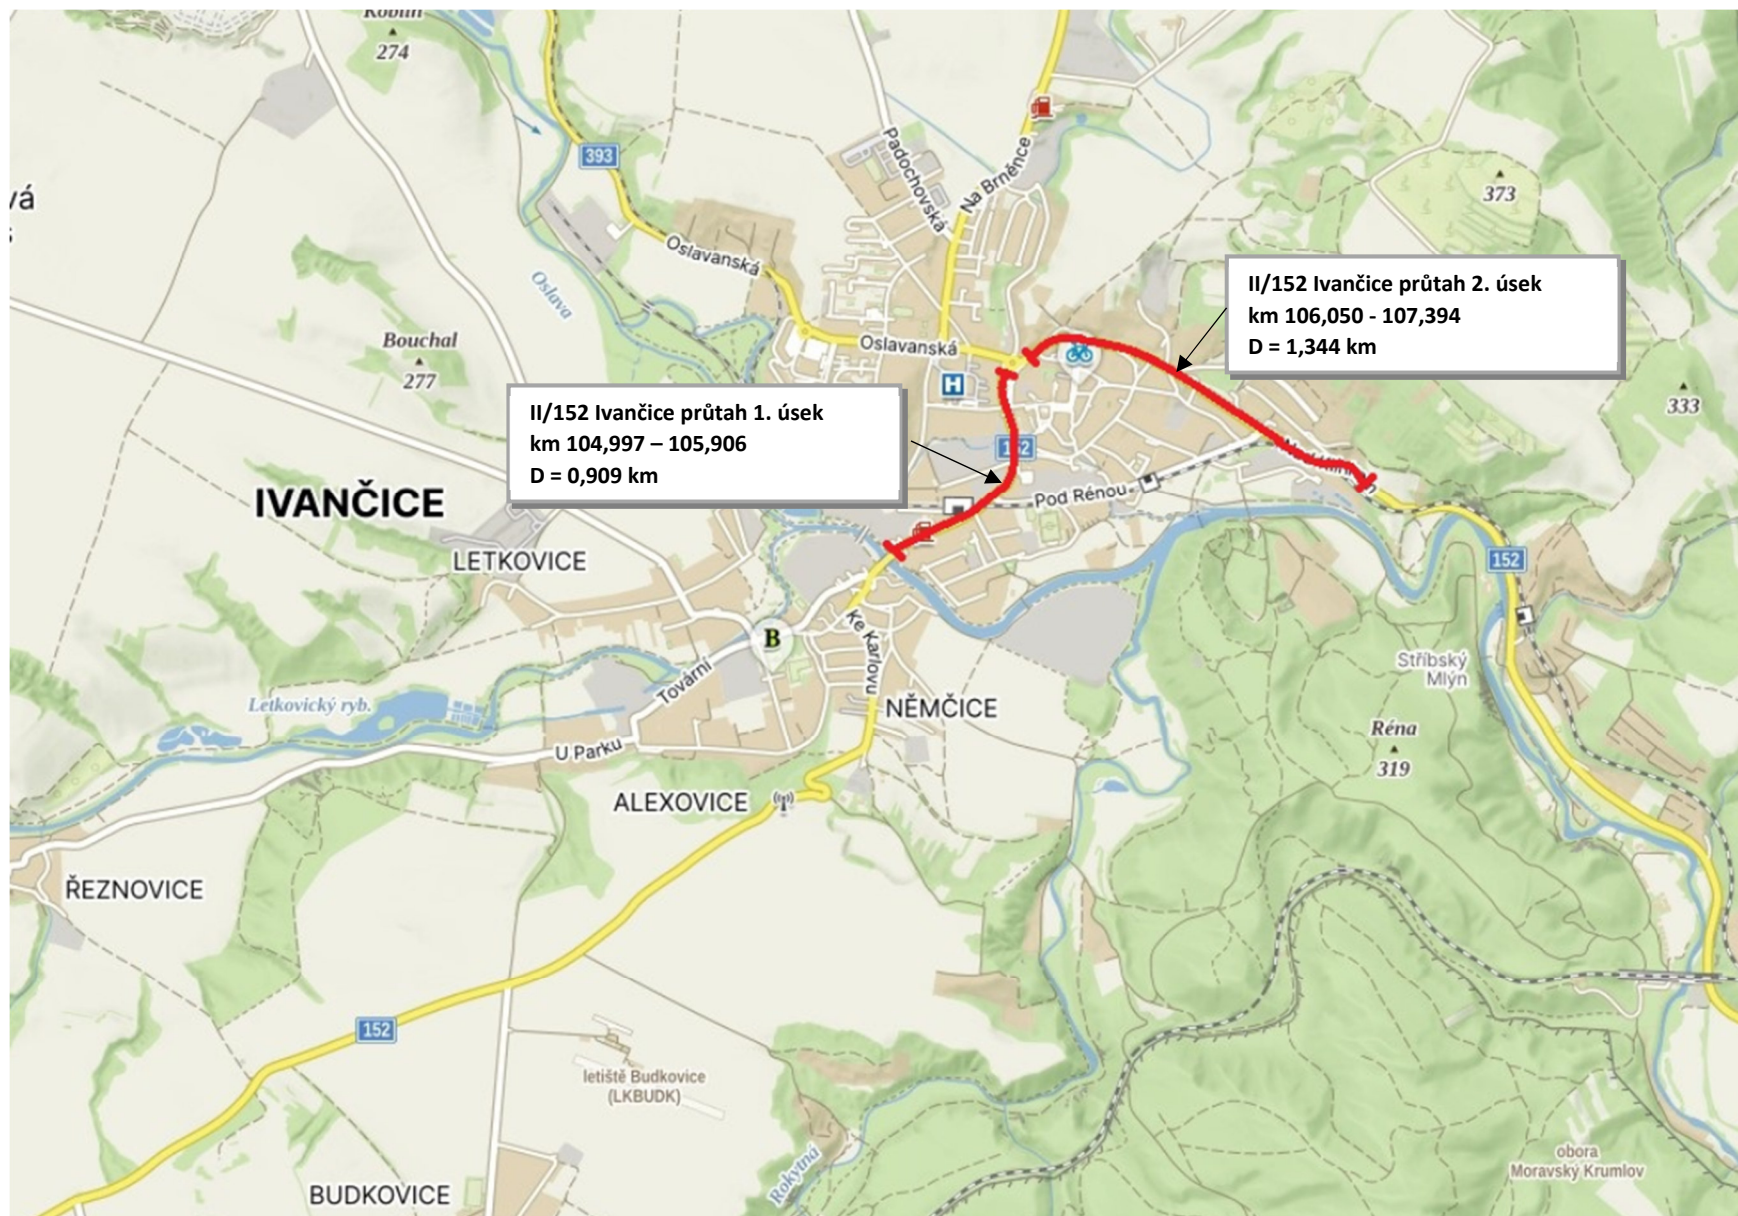 274
393
Padochovská
Na Brněnce
373
Oslavanská
Oslava
II/152 Ivančice průtah 2. úsek
km 106,050 - 107,394
D = 1,344 km
Bouchal
277
Oslavanská
H
333
II/152 Ivančice průtah 1. úsek
km 104,997 – 105,906
D = 0,909 km
IVANČICE
Pod Rénou
LETKOVICE
152
B
Ke Karlovu
Stříbský
Mlýn
Tovární
Letkovický ryb.
NĚMČICE
U Parku
Réna
319
ALEXOVICE
ŘEZNOVICE
152
letiště Budkovice
(LKBUDK)
Rokytná
obora
Moravský Krumlov
BUDKOVICE